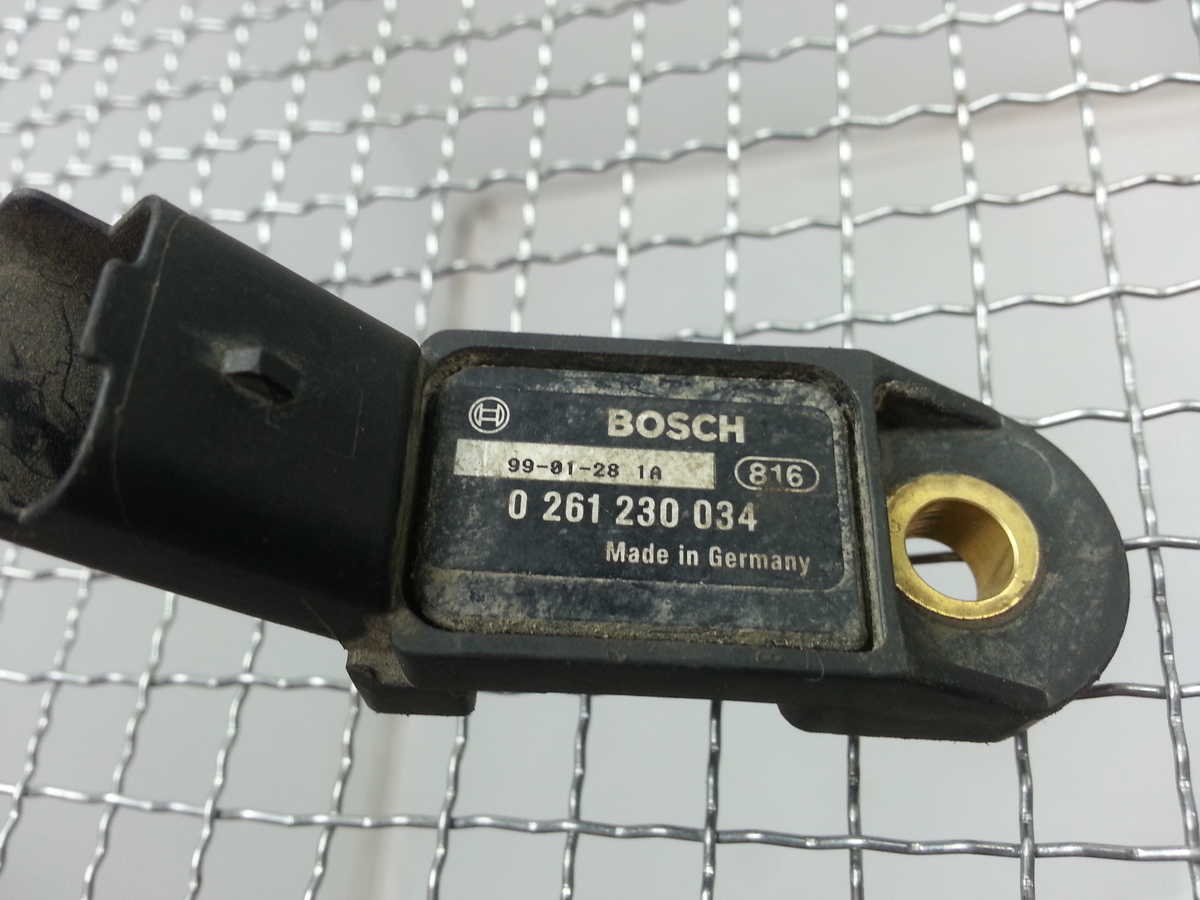 BOSCH
99-01-28 1A
816
0 261 230 034
Made in Germany